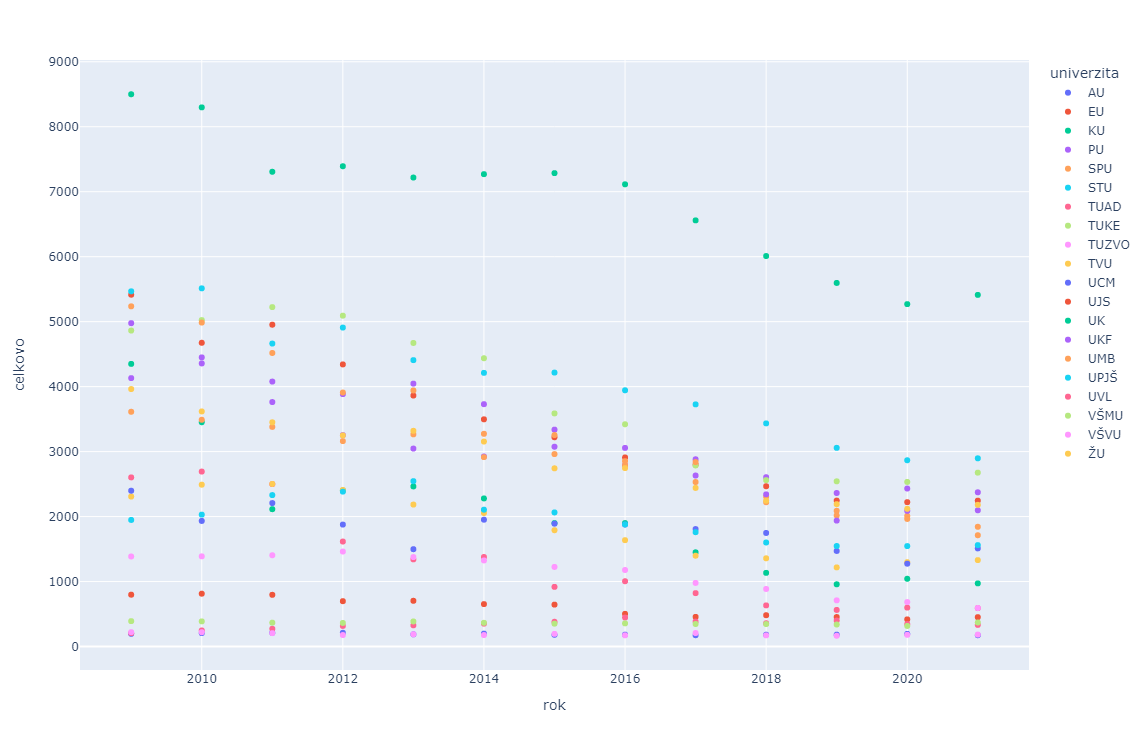 9000
8000
7000
6000
5000
4000
3000
2000
1000
0
celkovo
2010
2012
2014
2016
2018
2020
rok
univerzita
AU
EU
KU
PU
SPU
STU
TUAD
TUKE
TUZVO
TVU
UCM
UJS
UK
UKF
UMB
UPJŠ
UVL
VŠMU
VŠVU
ŽU